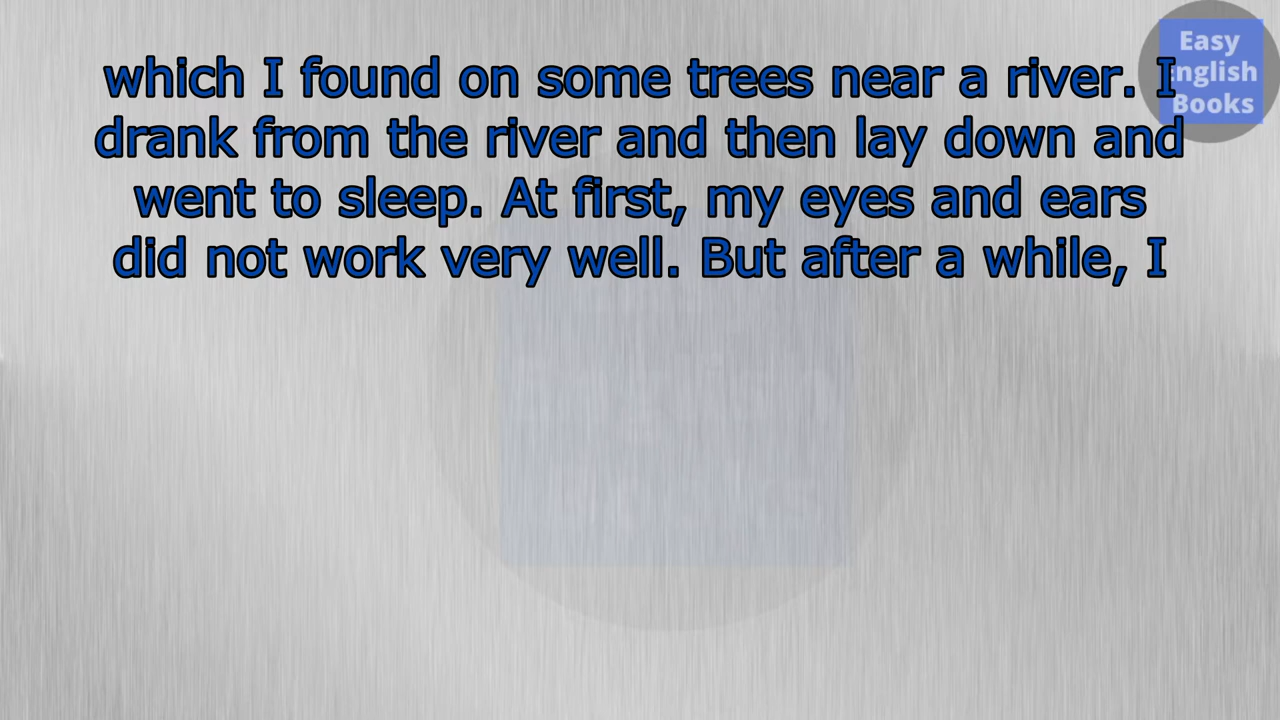 which I found on some trees near a river. I
drank from the river and then lay down and
went to sleep. At first, my eyes and ears
did not work very well. But after a while, I
Easy
English
Books